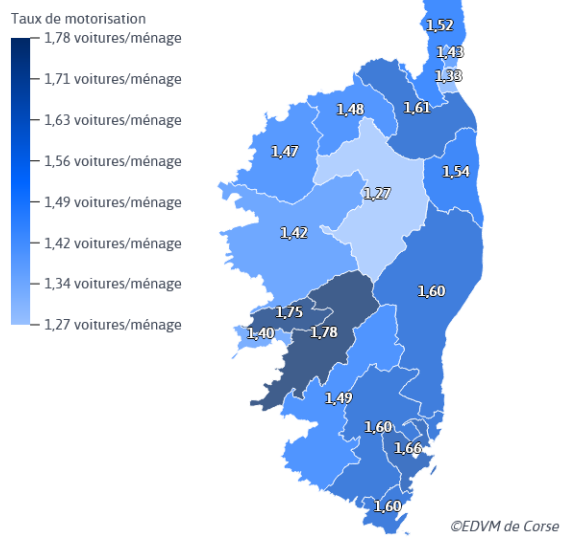 Taux de motorisation
1,78 voitures/ménage
1,71 voitures/ménage
1,63 voitures/ménage
1,56 voitures/ménage
1,49 voitures/ménage
1,42 voitures/ménage
1,34 voitures/ménage
1,27 voitures/ménage
1,52
1,43
1,33
1,61
1,48
1,47
1,54
1,27
1,42
1,60
1,75
1,40
1,78
1,49
1,60
1,66
1,60
©EDVM de Corse